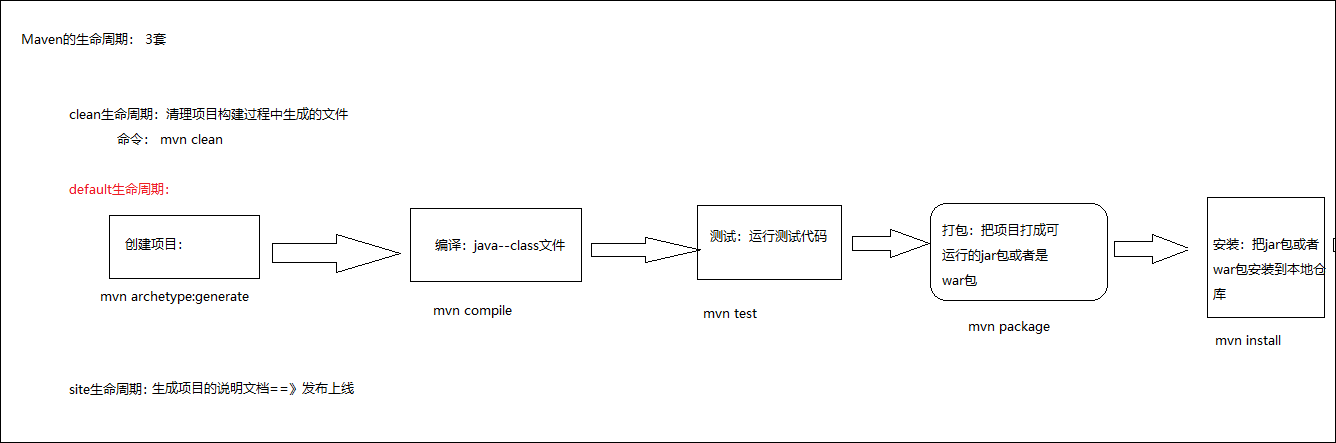 Maven的生命周期： 3套
clean生命周期：清理项目构建过程中生成的文件
命令： mvn clean
default生命周期：
创建项目：
mvn archetype:generate
编译：java--class文件
mvn compile
测试：运行测试代码
mvn test
打包：把项目打成可
运行的jar包或者是
war包
mvn package
安装：把jar包或者
war包安装到本地仓
库
mvn install
site生命周期：生成项目的说明文档==》发布上线